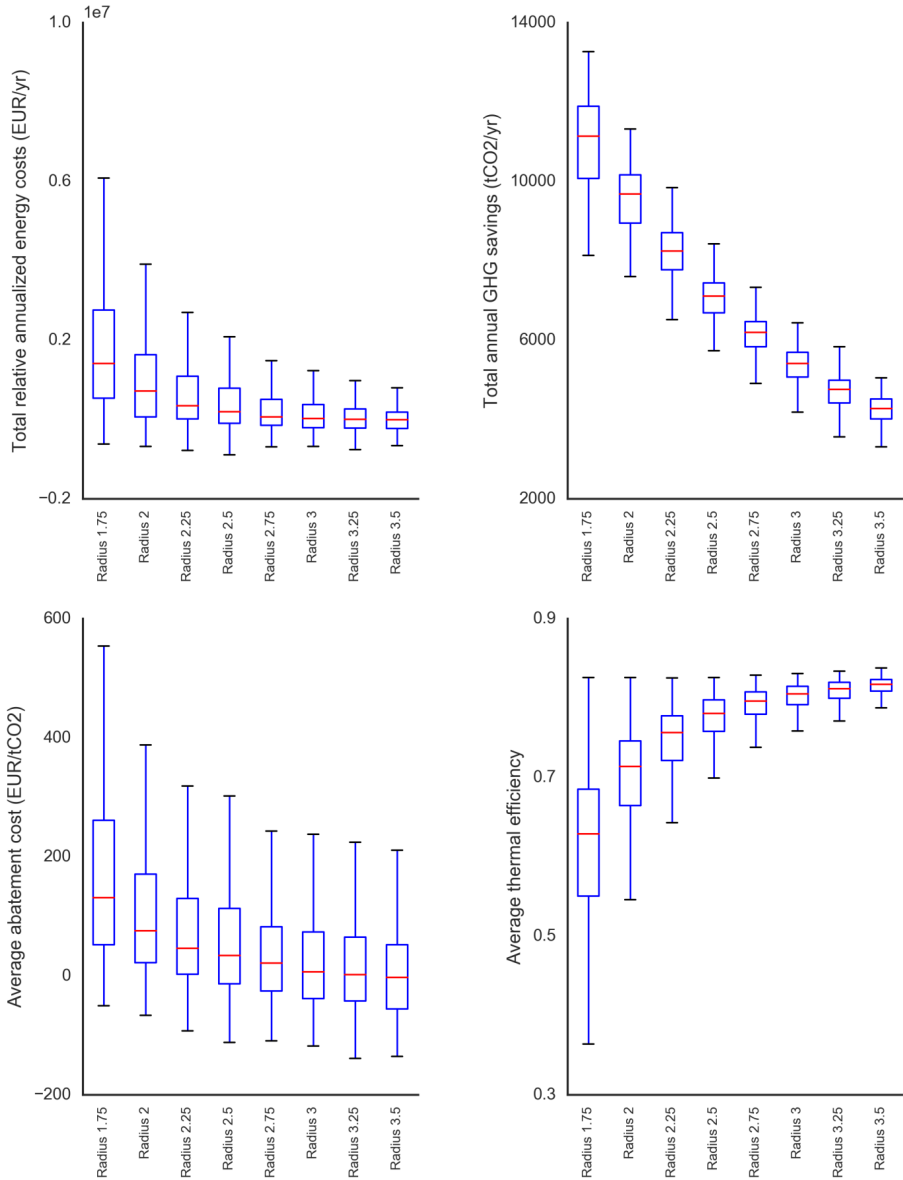 1e7
1.0
0.6
0.2
−0.2
Total relative annualized energy costs (EUR/yr)
Radius 1.75
Radius 2
Radius 2.25
Radius 2.5
Radius 2.75
Radius 3
Radius 3.25
Radius 3.5
14000
10000
6000
2000
Total annual GHG savings (tCO2/yr)
Radius 1.75
Radius 2
Radius 2.25
Radius 2.5
Radius 2.75
Radius 3
Radius 3.25
Radius 3.5
600
400
200
0
−200
Average abatement cost (EUR/tCO2)
Radius 1.75
Radius 2
Radius 2.25
Radius 2.5
Radius 2.75
Radius 3
Radius 3.25
Radius 3.5
0.9
0.7
0.5
0.3
Average thermal efficiency
Radius 1.75
Radius 2
Radius 2.25
Radius 2.5
Radius 2.75
Radius 3
Radius 3.25
Radius 3.5